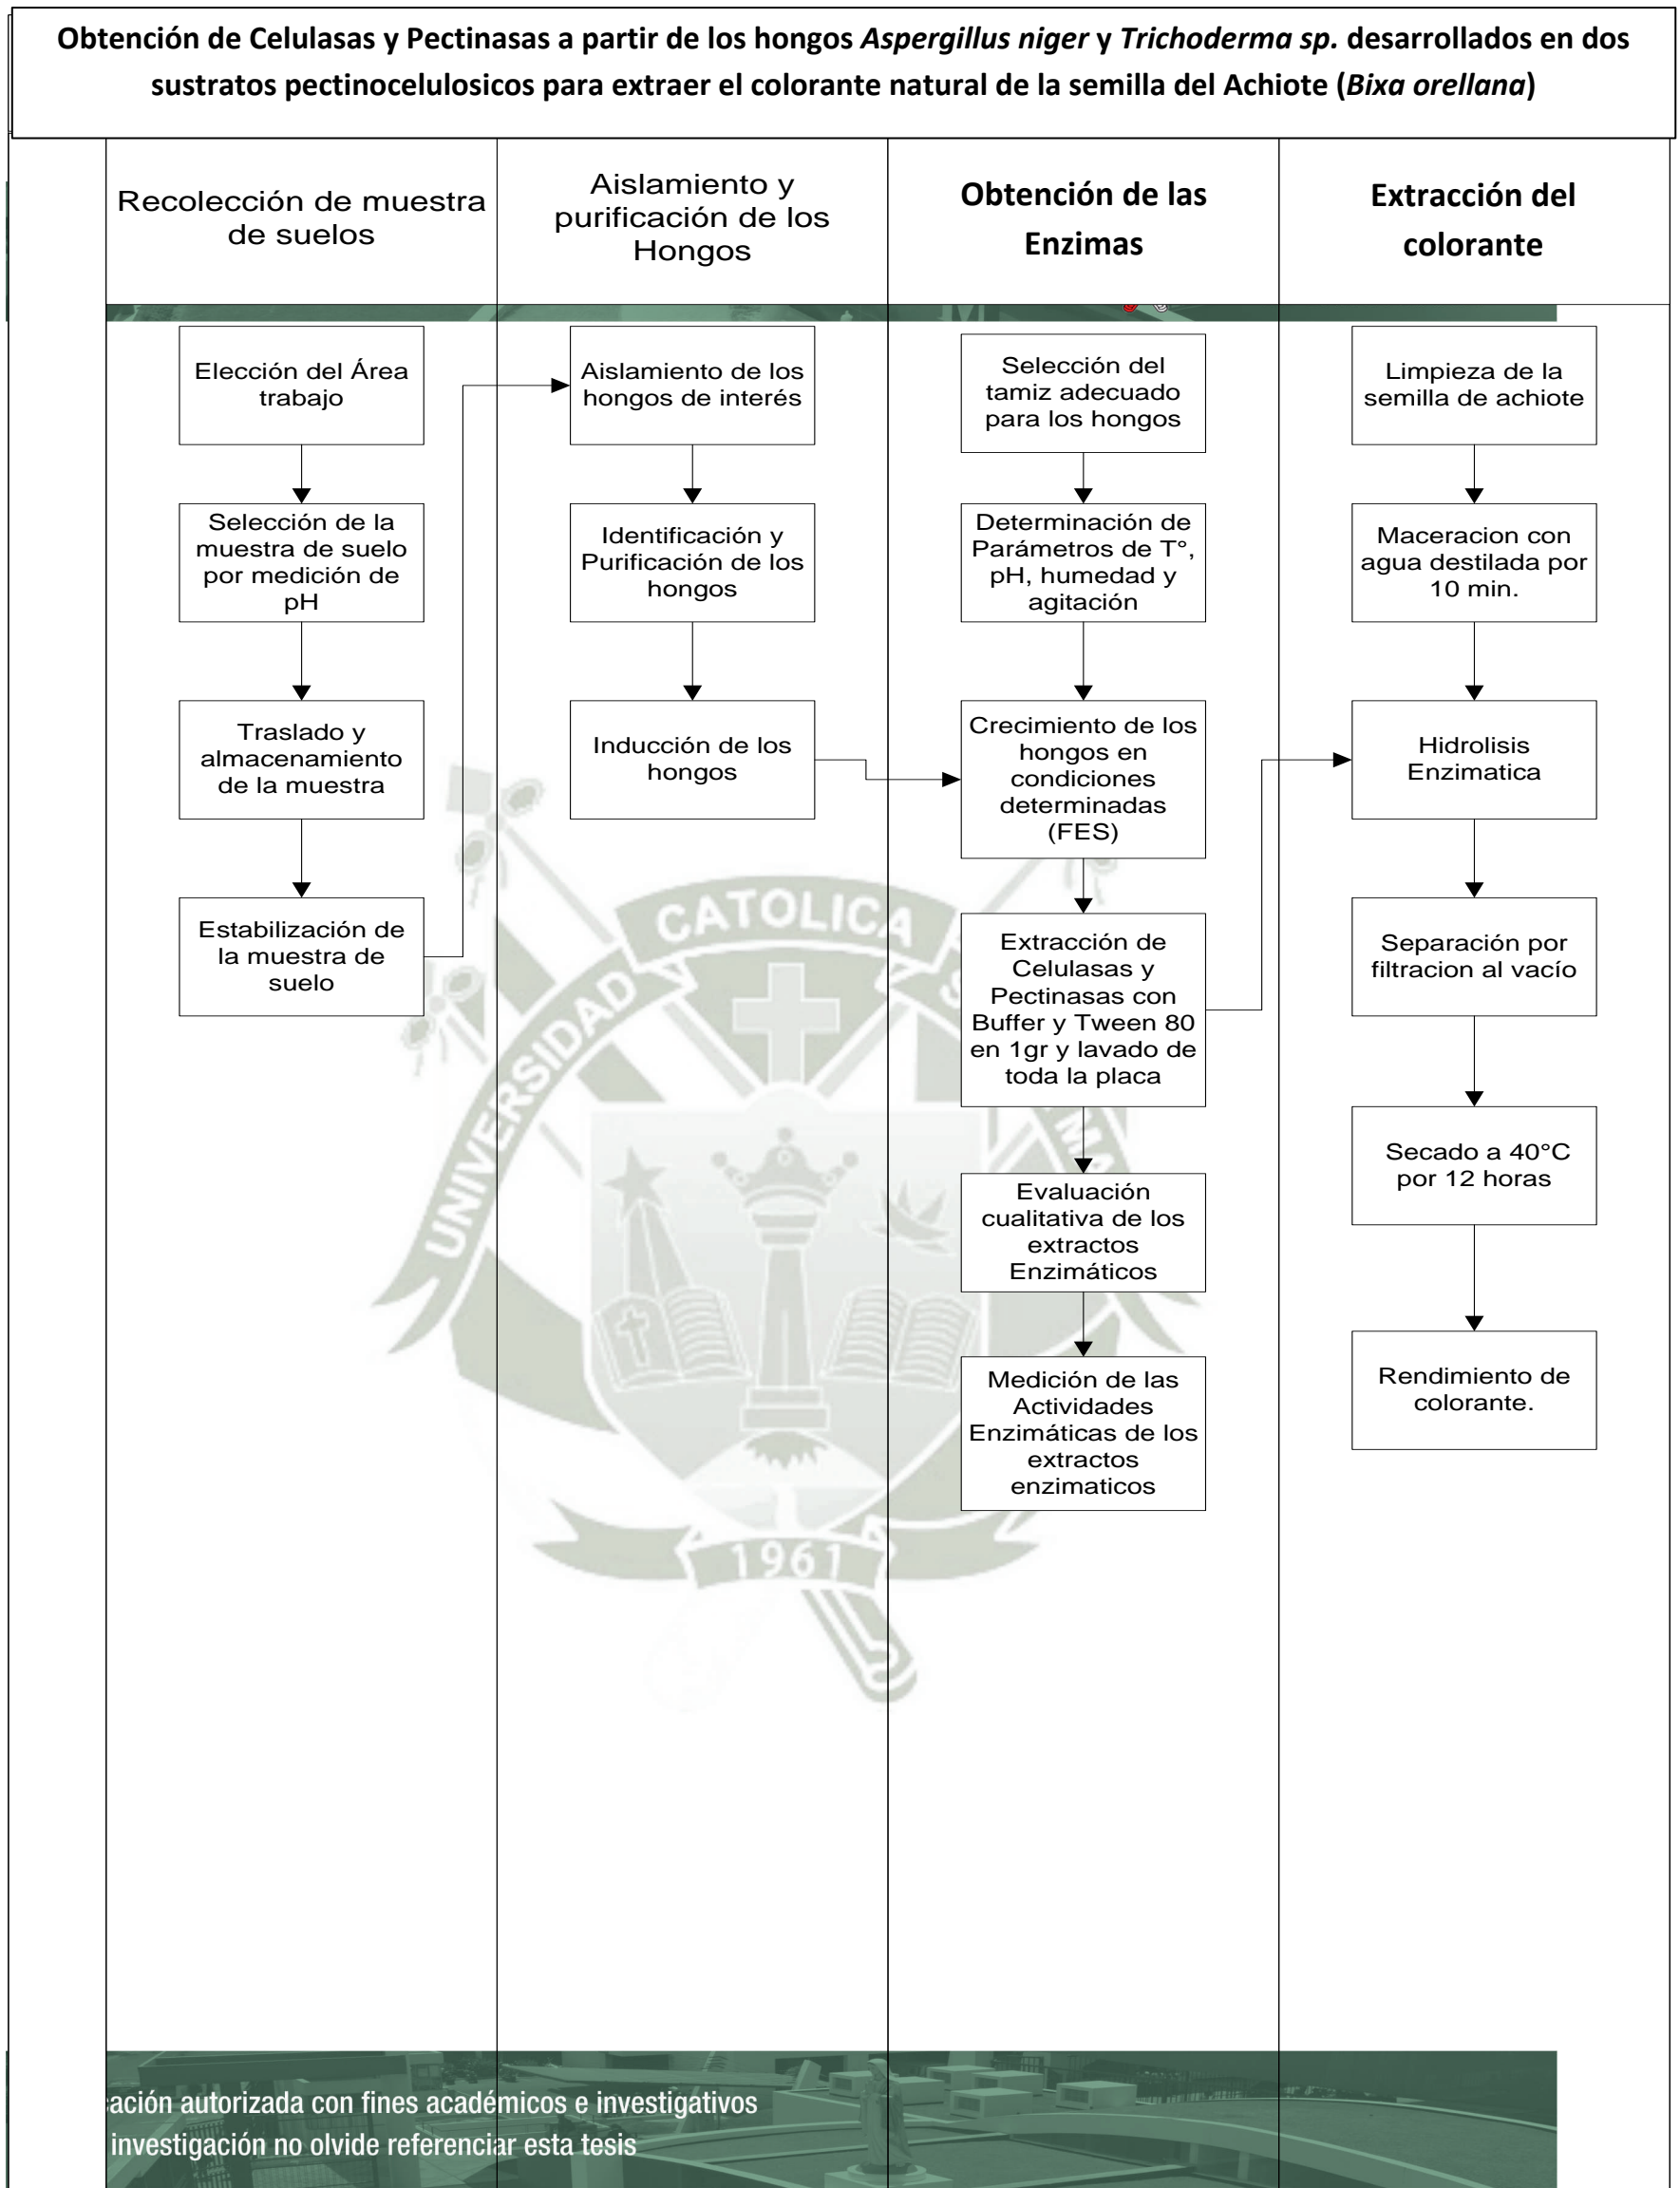 Obtención de Celulasas y Pectinasas a partir de los hongos Aspergillus niger y Trichoderma sp. desarrollados en dos
sustratos pectinocelulosicos para extraer el colorante natural de la semilla del Achiote (Bixa orellana)
Recolección de muestra
de suelos
Aislamiento y
purificación de los
Hongos
Obtención de las
Enzimas
Extracción del
colorante
Elección del Área
trabajo
Selección de la
muestra de suelo
por medición de
pH
Traslado y
almacenamiento
de la muestra
Estabilización de
la muestra de
suelo
Aislamiento de los
hongos de interés
Identificación y
Purificación de los
hongos
Inducción de los
hongos
Selección del
tamiz adecuado
para los hongos
Determinación de
Parámetros de T°,
pH, humedad y
agitación
Crecimiento de los
hongos en
condiciones
determinadas
(FES)
Extracción de
Celulasas y
Pectinasas con
Buffer y Tween 80
en 1gr y lavado de
toda la placa
Evaluación
cualitativa de los
extractos
Enzimáticos
Medición de las
Actividades
Enzimáticas de los
extractos
enzimaticos
Limpieza de la
semilla de achiote
Maceracion con
agua destilada por
10 min.
Hidrolisis
Enzimatica
Separación por
filtracion al vacío
Secado a 40°C
por 12 horas
Rendimiento de
colorante.
UNIVERSIDAD
CATOLICA
1961
ación autorizada con fines académicos e investigativos
investigación no olvide referenciar esta tesis